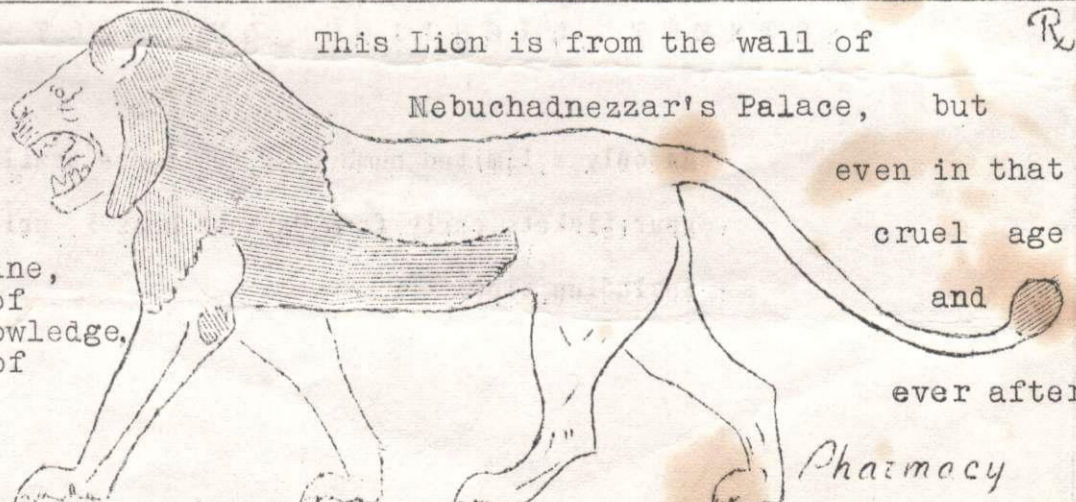 This Lion is from the wall of
℞
Nebuchadnezzar's Palace, but
even in that
cruel age
and
ine,
of
owledge.
of
ever after
Pharmacy